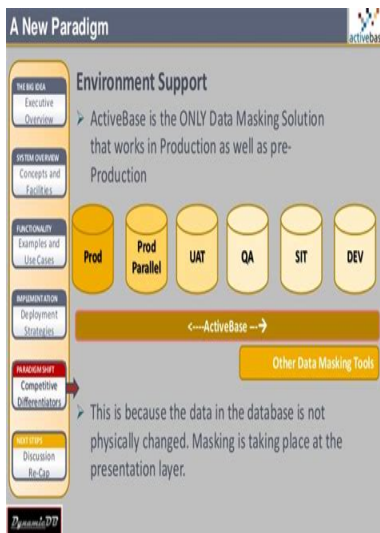 A New Paradigm
activebase
THE BIG IDEA
Executive
Overview
SYSTEM OVERVIEW
Concepts and
Facilities
FUNCTIONALITY
Examples and
Use Cases
IMPLEMENTATION
Deployment
Strategies
PARADIGM SHIFT
Competitive
Differentiators
NEXT STEPS
Discussion
Re-Cap
DynamicDB
Environment Support
➤ ActiveBase is the ONLY Data Masking Solution
that works in Production as well as pre-
Production
Prod
Prod
Parallel
UAT
QA
SIT
DEV
<----ActiveBase ---→
Other Data Masking Tools
➤ This is because the data in the database is not
physically changed. Masking is taking place at the
presentation layer.